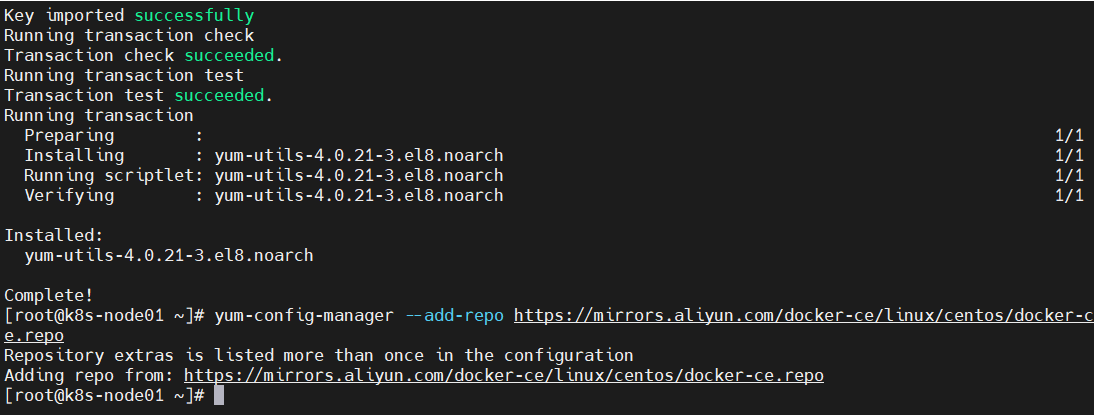 Key imported successfully
Running transaction check
Transaction check succeeded.
Running transaction test
Transaction test succeeded.
Running transaction
  Preparing        :                                                                                   1/1
  Installing       : yum-utils-4.0.21-3.el8.noarch                                                     1/1
  Running scriptlet: yum-utils-4.0.21-3.el8.noarch                                                     1/1
  Verifying        : yum-utils-4.0.21-3.el8.noarch                                                     1/1
Installed:
  yum-utils-4.0.21-3.el8.noarch
Complete!
[root@k8s-node01 ~]# yum-config-manager --add-repo https://mirrors.aliyun.com/docker-ce/linux/centos/docker-c
e.repo
Repository extras is listed more than once in the configuration
Adding repo from: https://mirrors.aliyun.com/docker-ce/linux/centos/docker-ce.repo
[root@k8s-node01 ~]#